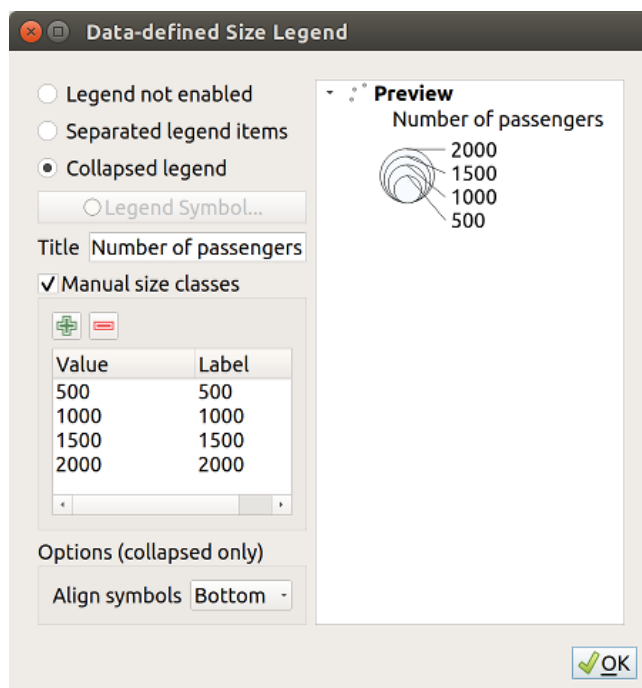 Data-defined Size Legend
Legend not enabled
Separated legend items
Collapsed legend
Legend Symbol...
Title Number of passengers
Manual size classes
Value Label
500 500
1000 1000
1500 1500
2000 2000
Options (collapsed only)
Align symbols Bottom
Preview
Number of passengers
2000
1500
1000
500
OK